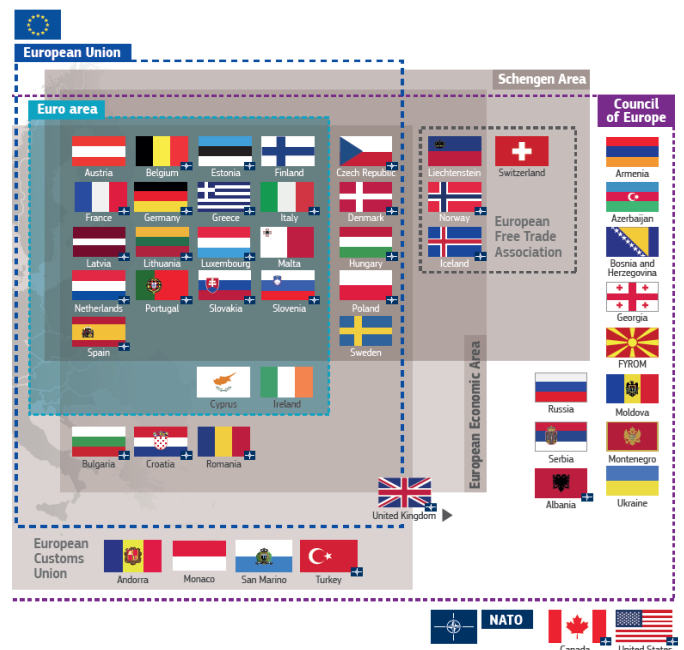 European Union
Schengen Area
Euro area
Council
of Europe
Austria
Belgium
Estonia
Finland
Czech Republic
Liechtenstein
Switzerland
Armenia
France
Germany
Greece
Italy
Denmark
Norway
European
Free Trade
Association
Azerbaijan
Latvia
Lithuania
Luxembourg
Malta
Hungary
Iceland
Bosnia and
Herzegovina
Netherlands
Portugal
Slovakia
Slovenia
Poland
Georgia
Spain
Sweden
FYROM
European Economic Area
Cyprus
Ireland
Russia
Moldova
Bulgaria
Croatia
Romania
Serbia
Montenegro
United Kingdom
Albania
Ukraine
European
Customs
Union
Andorra
Monaco
San Marino
Turkey
NATO
Canada
United States